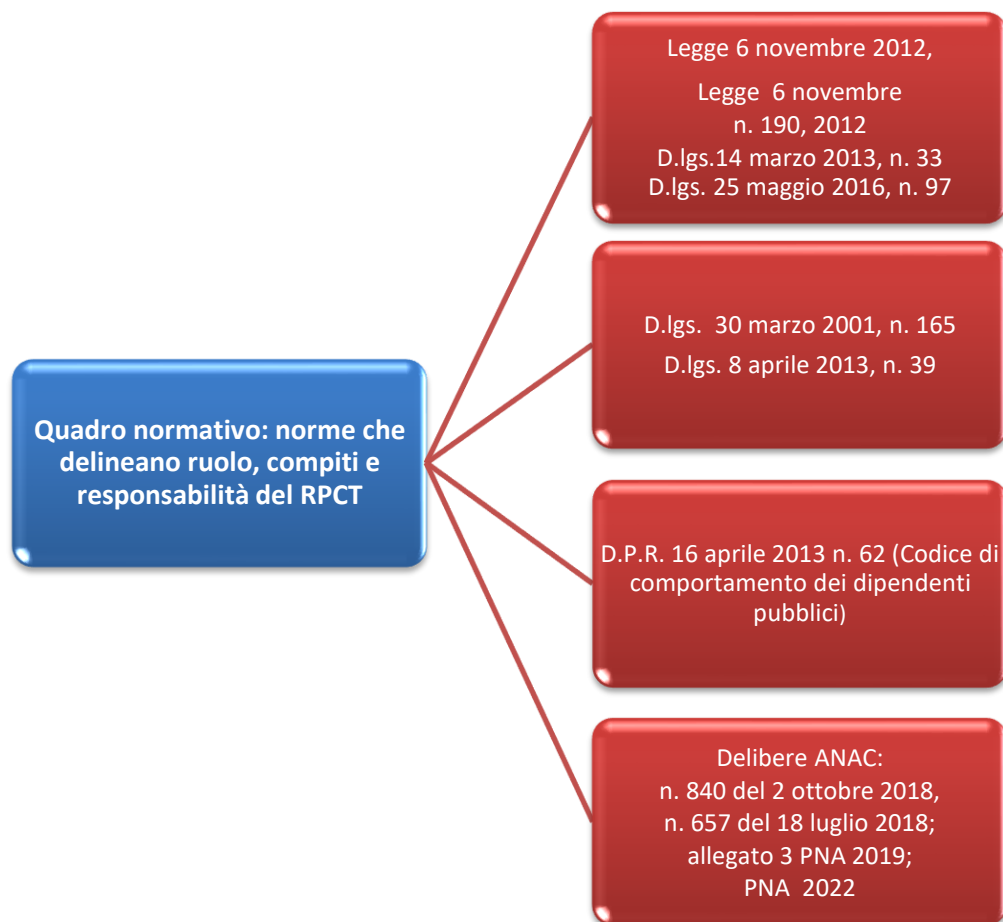 Quadro normativo: norme che
delineano ruolo, compiti e
responsabilità del RPCT
Legge 6 novembre 2012,
Legge  6 novembre
n. 190, 2012
D.lgs.14 marzo 2013, n. 33
D.lgs. 25 maggio 2016, n. 97
D.lgs.  30 marzo 2001, n. 165
D.lgs. 8 aprile 2013, n. 39
D.P.R. 16 aprile 2013 n. 62 (Codice di
comportamento dei dipendenti
pubblici)
Delibere ANAC:
n. 840 del 2 ottobre 2018,
n. 657 del 18 luglio 2018;
allegato 3 PNA 2019;
PNA  2022